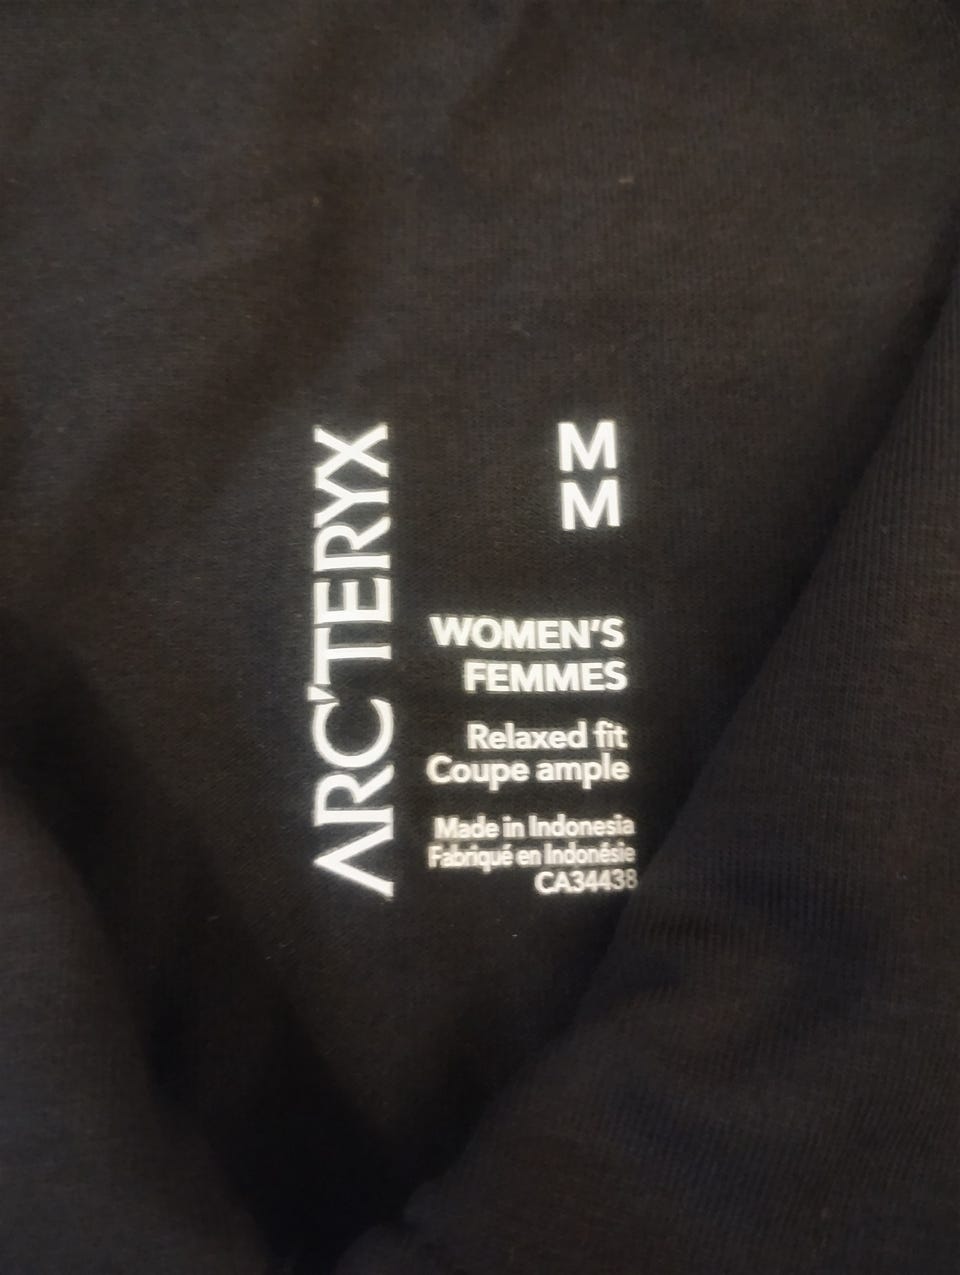 ARC'TERYX
M
M
WOMEN'S
FEMMES
Relaxed fit
Coupe ample
Made in Indonesia
Fabriqué en Indonésie
CA34438